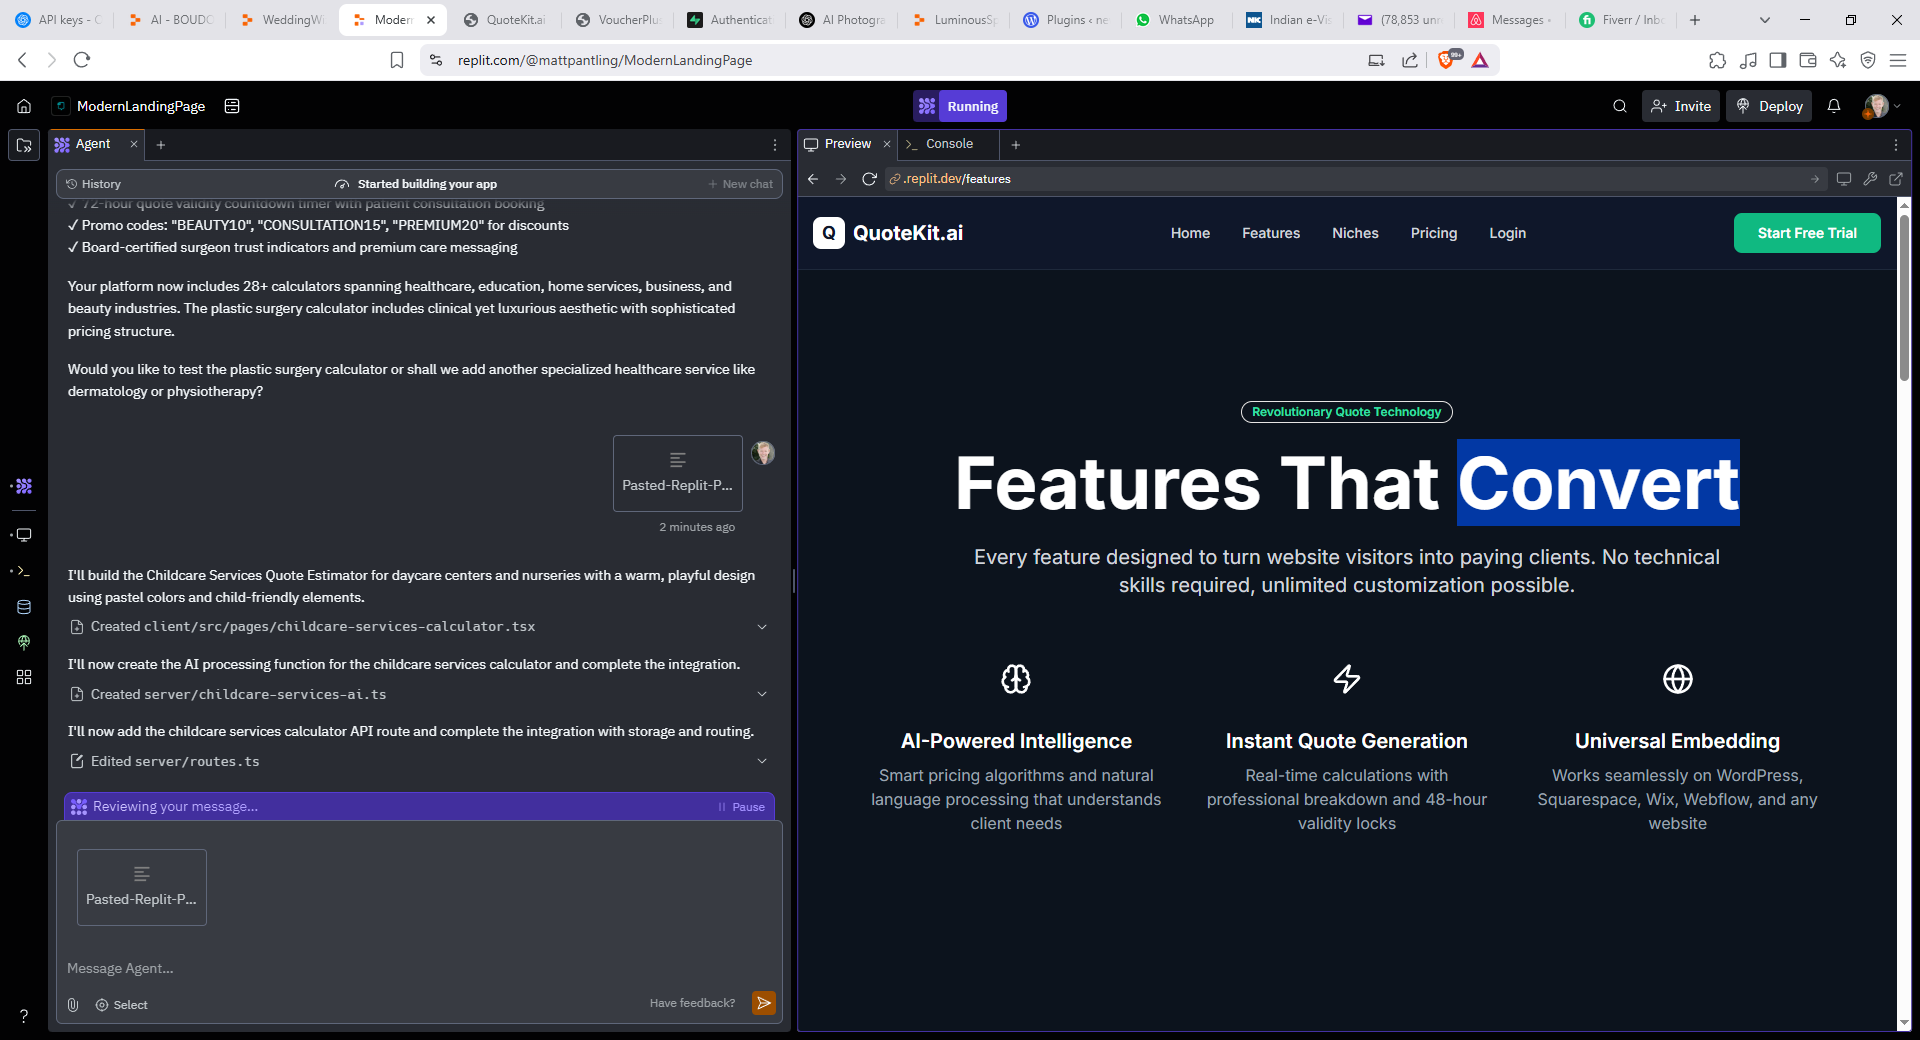 API keys - C
AI - BOUDO
WeddingWi
Modern
QuoteKit.ai
VoucherPlu
Authenticat
AI Photogra
LuminousSp
Plugins ‹ ne
WhatsApp
Indian e-Vis
(78,853 unr
Messages •
Fiverr / Inbo
replit.com/@mattpantling/ModernLandingPage
99+
ModernLandingPage
Running
Invite
Deploy
Agent
Preview
Console
History
Started building your app
New chat
.replit.dev/features
✓ 72-hour quote validity countdown timer with patient consultation booking
✓ Promo codes: "BEAUTY10", "CONSULTATION15", "PREMIUM20" for discounts
✓ Board-certified surgeon trust indicators and premium care messaging
Your platform now includes 28+ calculators spanning healthcare, education, home services, business, and
beauty industries. The plastic surgery calculator includes clinical yet luxurious aesthetic with sophisticated
pricing structure.
Would you like to test the plastic surgery calculator or shall we add another specialized healthcare service like
dermatology or physiotherapy?
Pasted-Replit-P...
2 minutes ago
I'll build the Childcare Services Quote Estimator for daycare centers and nurseries with a warm, playful design
using pastel colors and child-friendly elements.
Created client/src/pages/childcare-services-calculator.tsx
I'll now create the AI processing function for the childcare services calculator and complete the integration.
Created server/childcare-services-ai.ts
I'll now add the childcare services calculator API route and complete the integration with storage and routing.
Edited server/routes.ts
Reviewing your message...
Pause
Pasted-Replit-P...
Message Agent...
Select
Have feedback?
?
Q QuoteKit.ai
Home
Features
Niches
Pricing
Login
Start Free Trial
Revolutionary Quote Technology
Features That Convert
Every feature designed to turn website visitors into paying clients. No technical
skills required, unlimited customization possible.
AI-Powered Intelligence
Smart pricing algorithms and natural
language processing that understands
client needs
Instant Quote Generation
Real-time calculations with
professional breakdown and 48-hour
validity locks
Universal Embedding
Works seamlessly on WordPress,
Squarespace, Wix, Webflow, and any
website